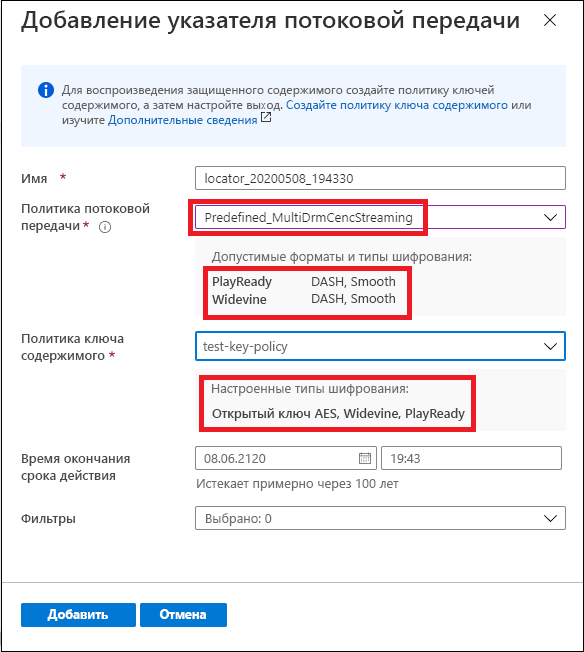 Добавление указателя потоковой передачи
Для воспроизведения защищенного содержимого создайте политику ключей
содержимого, а затем настройте выход. Создайте политику ключа содержимого или
изучите Дополнительные сведения
Имя *
locator_20200508_194330
Политика потоковой
передачи *
Predefined_MultiDrmCencStreaming
Допустимые форматы и типы шифрования:
PlayReady DASH, Smooth
Widevine DASH, Smooth
Политика ключа
содержимого *
test-key-policy
Настроенные типы шифрования:
Открытый ключ AES, Widevine, PlayReady
Время окончания
срока действия
08.06.2120
19:43
Истекает примерно через 100 лет
Фильтры
Выбрано: 0
Добавить
Отмена